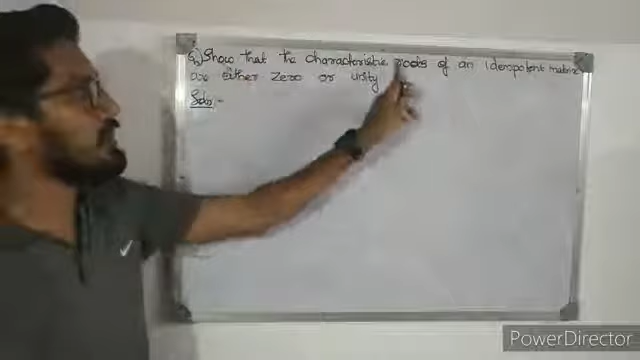 Q) Show that the characteristic roots of an Idempotent matrix
are either zero or unity
Soln:-
PowerDirector